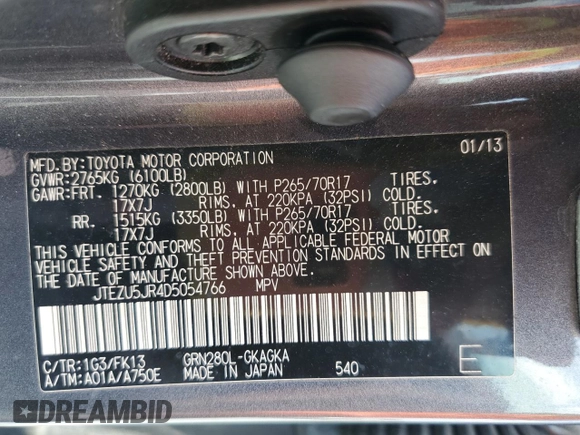 01/13
MFD.BY:TOYOTA MOTOR CORPORATION
GVWR:2765KG (6100LB)
GAWR:FRT. 1270KG (2800LB) WITH P265/70R17 TIRES.
17X7J RIMS. AT 220KPA (32PSI) COLD.
RR. 1515KG (3350LB) WITH P265/70R17 TIRES.
17X7J RIMS. AT 220KPA (32PSI) COLD.
THIS VEHICLE CONFORMS TO ALL APPLICABLE FEDERAL MOTOR
VEHICLE SAFETY AND THEFT PREVENTION STANDARDS IN EFFECT ON
THE DATE OF MANUFACTURE SHOWN ABOVE.
JTEZU5JR4D5054766 MPV
C/TR:1G3/FK13 GRN280L-GKAGKA
A/TM:A01A/A750E MADE IN JAPAN 540 E
DREAMBID